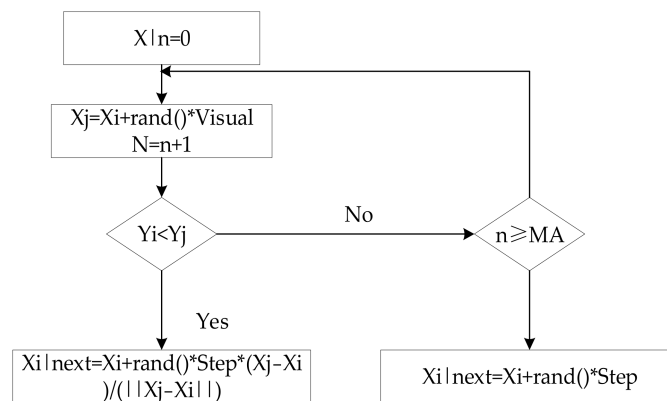 X|n=0
Xj=Xi+rand()*Visual
N=n+1
Yi<Yj
No
n≥MA
Yes
Xi|next=Xi+rand()*Step*(Xj-Xi
)/(||Xj-Xi||)
Xi|next=Xi+rand()*Step